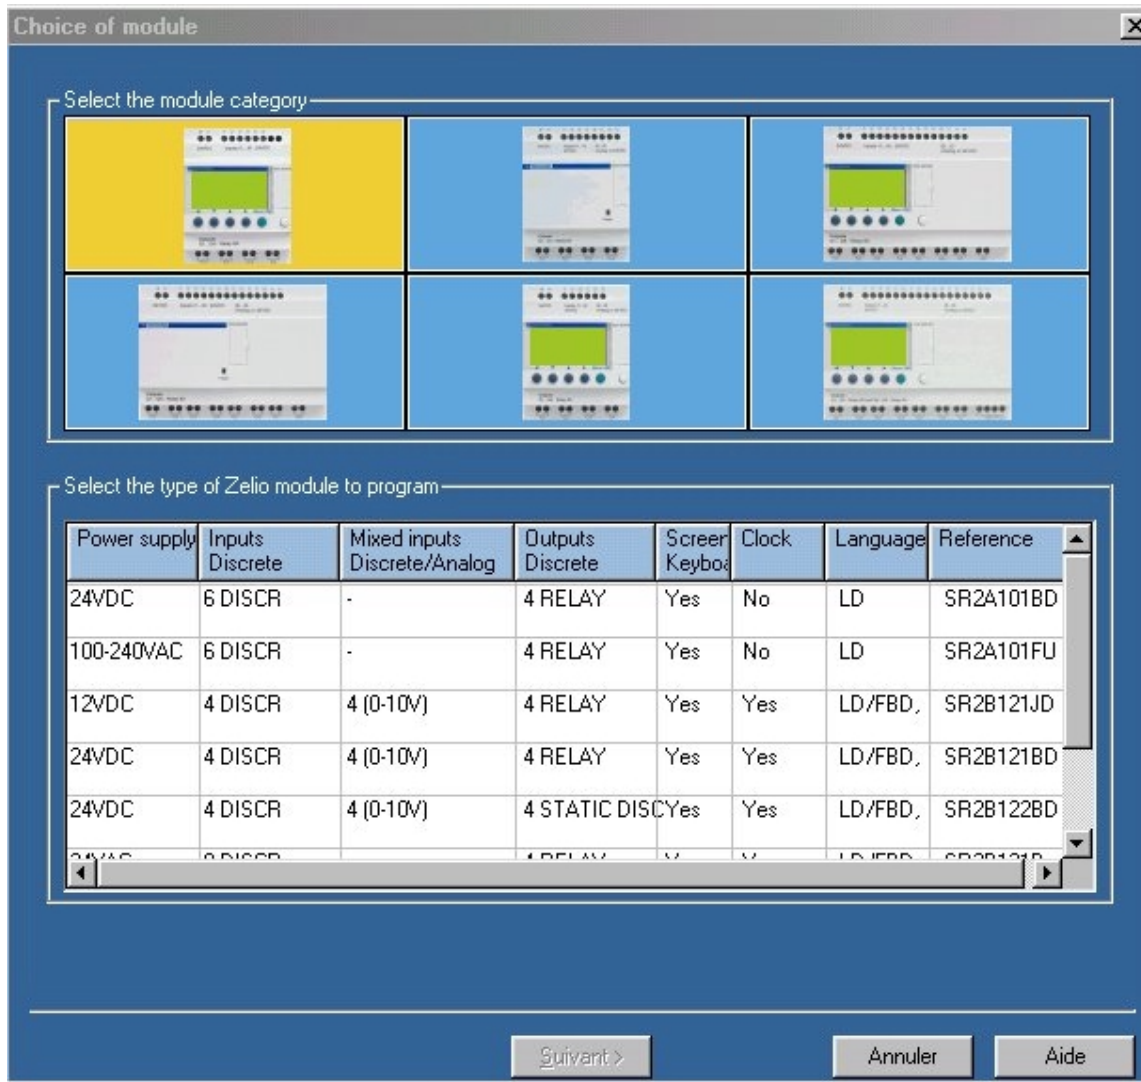 Choice of module
Select the module category
Select the type of Zelio module to program
Power supply Inputs Discrete Mixed inputs Discrete/Analog Outputs Discrete Screen Keyboa Clock Language Reference
24VDC 6 DISCR - 4 RELAY Yes No LD SR2A101BD
100-240VAC 6 DISCR - 4 RELAY Yes No LD SR2A101FU
12VDC 4 DISCR 4 (0-10V) 4 RELAY Yes Yes LD/FBD, SR2B121JD
24VDC 4 DISCR 4 (0-10V) 4 RELAY Yes Yes LD/FBD, SR2B121BD
24VDC 4 DISCR 4 (0-10V) 4 STATIC DISC Yes Yes LD/FBD, SR2B122BD
Suivant >
Annuler
Aide